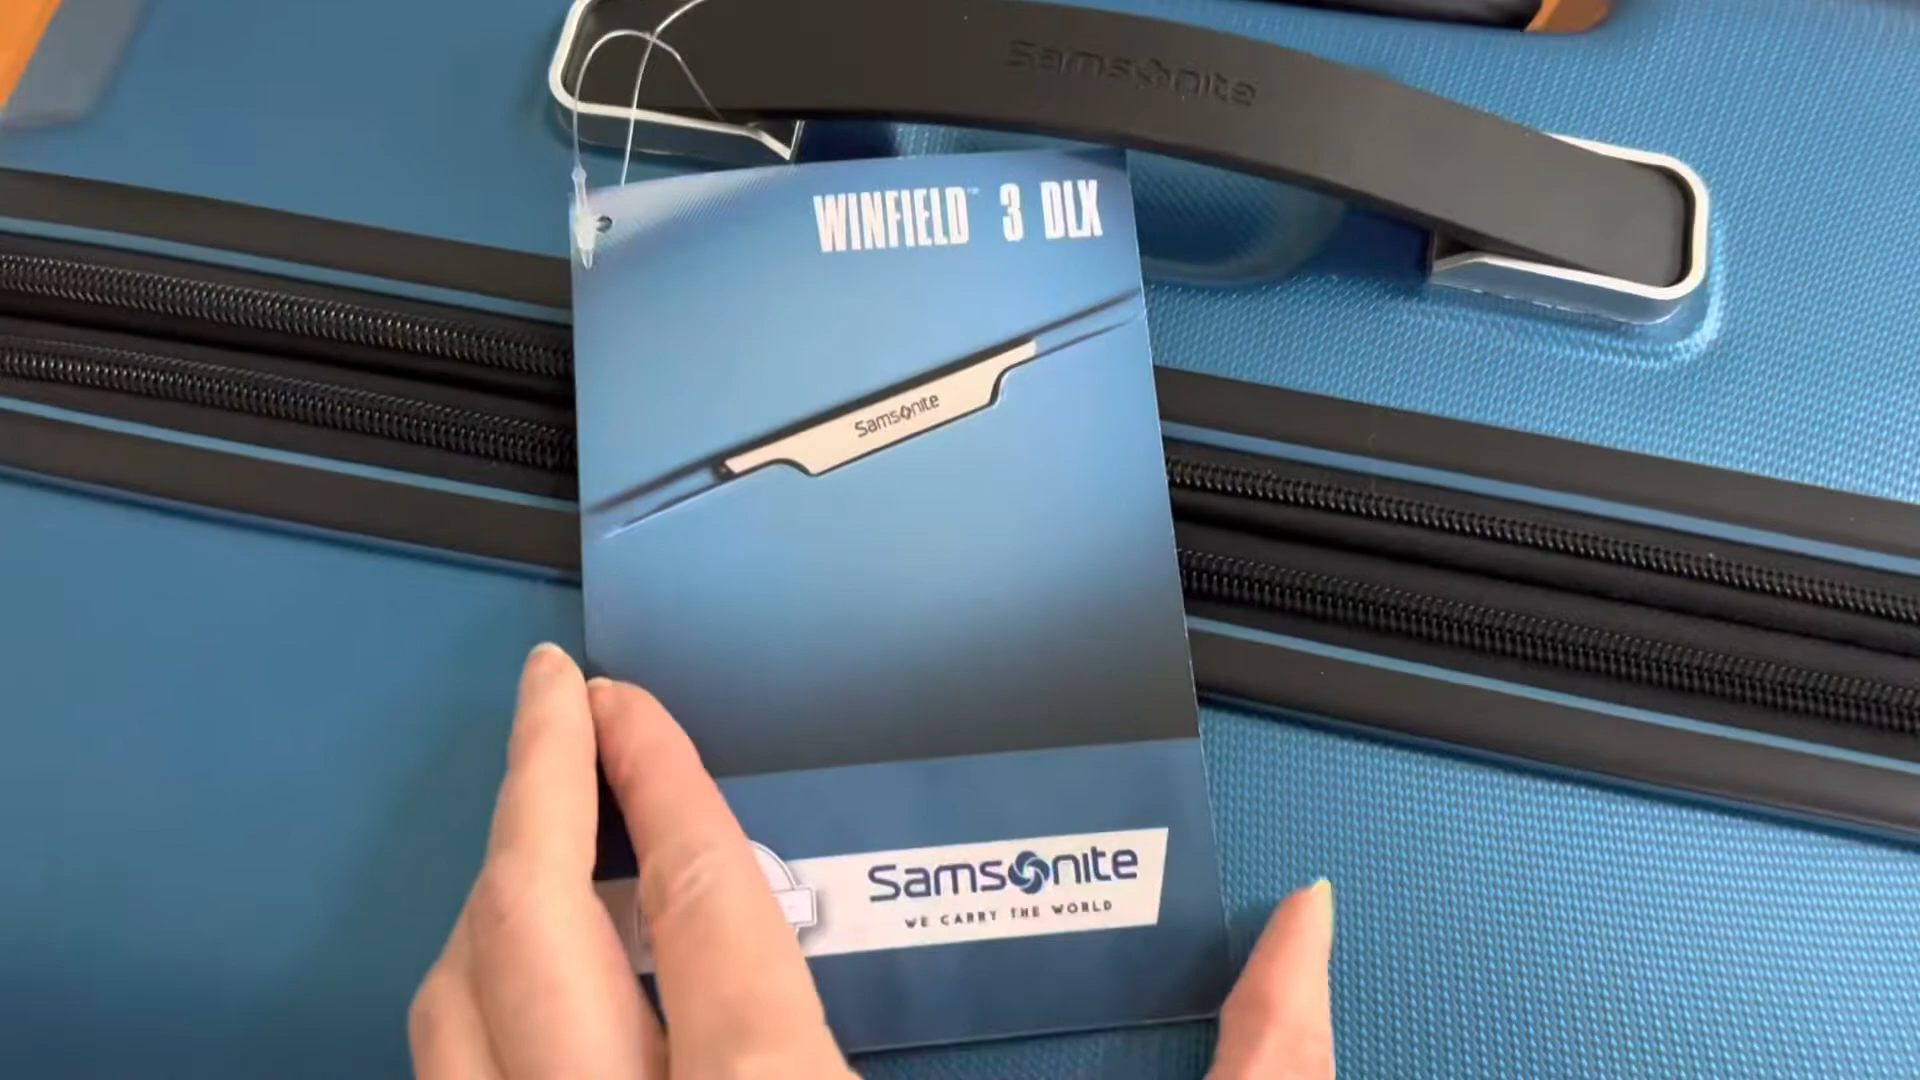 Samsonite
WINFIELD™ 3 DLX
Samsonite
Samsonite
WE CARRY THE WORLD